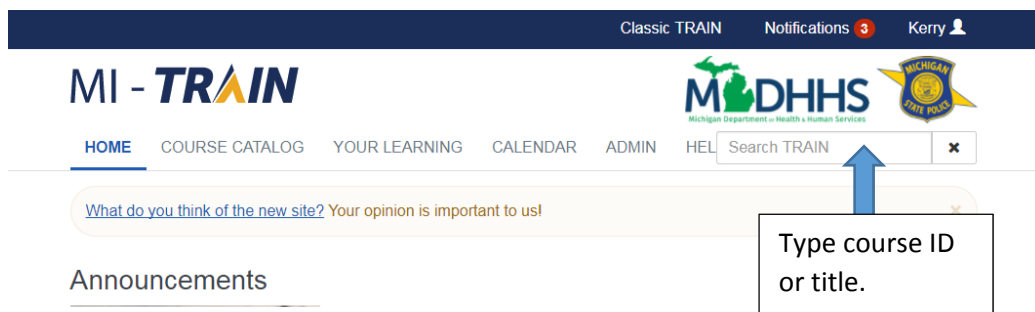 Classic TRAIN Notifications 3 Kerry
MI - TRAIN
MDHHS
Michigan Department of Health & Human Services
MICHIGAN
STATE POLICE
HOME COURSE CATALOG YOUR LEARNING CALENDAR ADMIN HEL Search TRAIN
What do you think of the new site? Your opinion is important to us!
Type course ID
or title.
Announcements